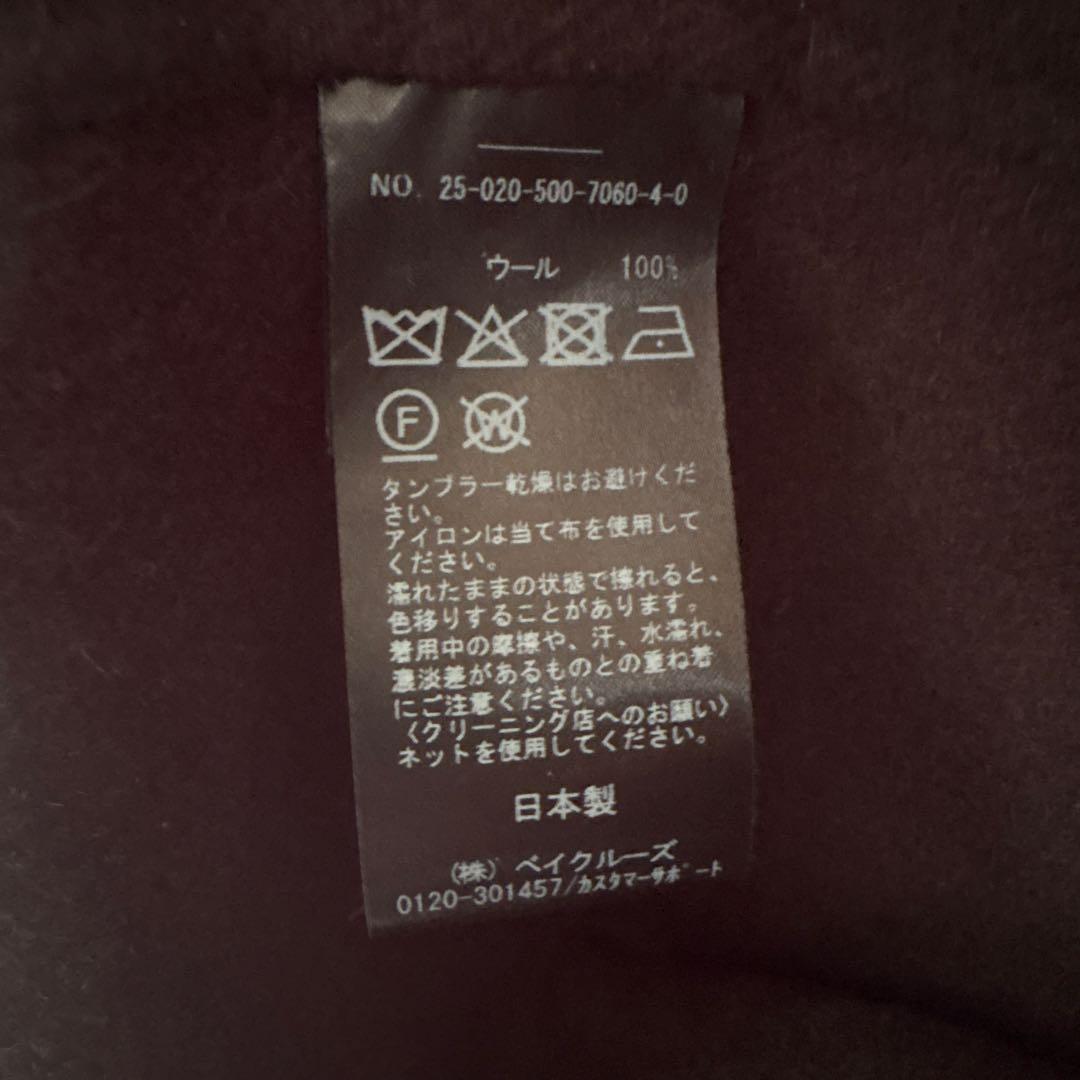 NO. 25-020-500-7060-4-0
ウール 100%
F W
タンブラー乾燥はお避けくだ
さい。
アイロンは当て布を使用して
ください。
濡れたままの状態で擦れると、
色移りすることがあります。
着用中の摩擦や、汗、水濡れ、
濃淡差があるものとの重ね着
にご注意ください。
〈クリーニング店へのお願い〉
ネットを使用してください。
日本製
(株) ベイクルーズ
0120-301457/カスタマーサポート